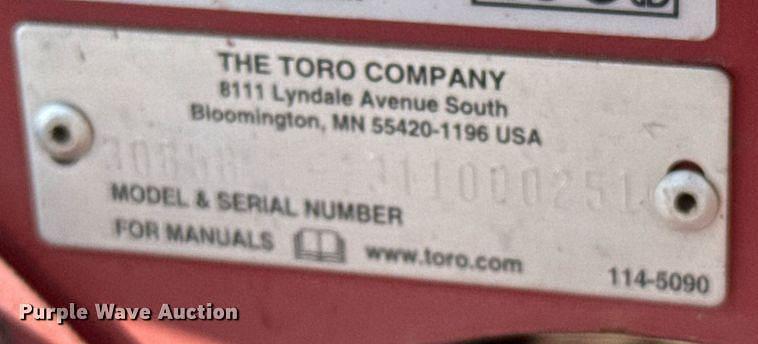 THE TORO COMPANY
8111 Lyndale Avenue South
Bloomington, MN 55420-1196 USA
311000251
MODEL & SERIAL NUMBER
FOR MANUALS www.toro.com
114-5090
Purple Wave Auction